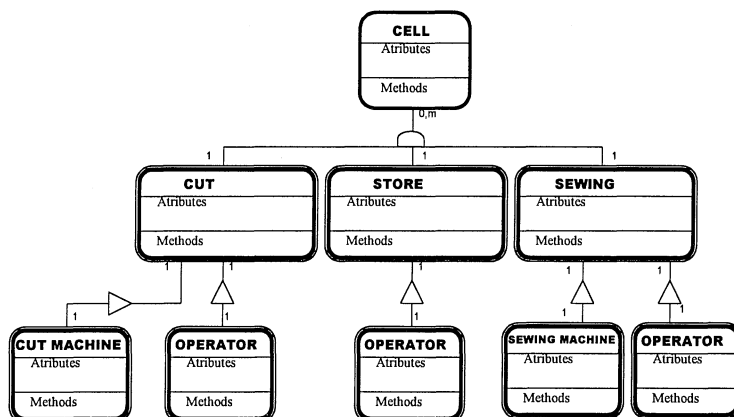 CELL
Atributes
Methods
0,m
1 1 1
CUT STORE SEWING
Atributes Atributes Atributes
Methods Methods Methods
1 1 1 1 1
1 1 1 1 1
CUT MACHINE OPERATOR OPERATOR SEWING MACHINE OPERATOR
Atributes Atributes Atributes Atributes Atributes
Methods Methods Methods Methods Methods